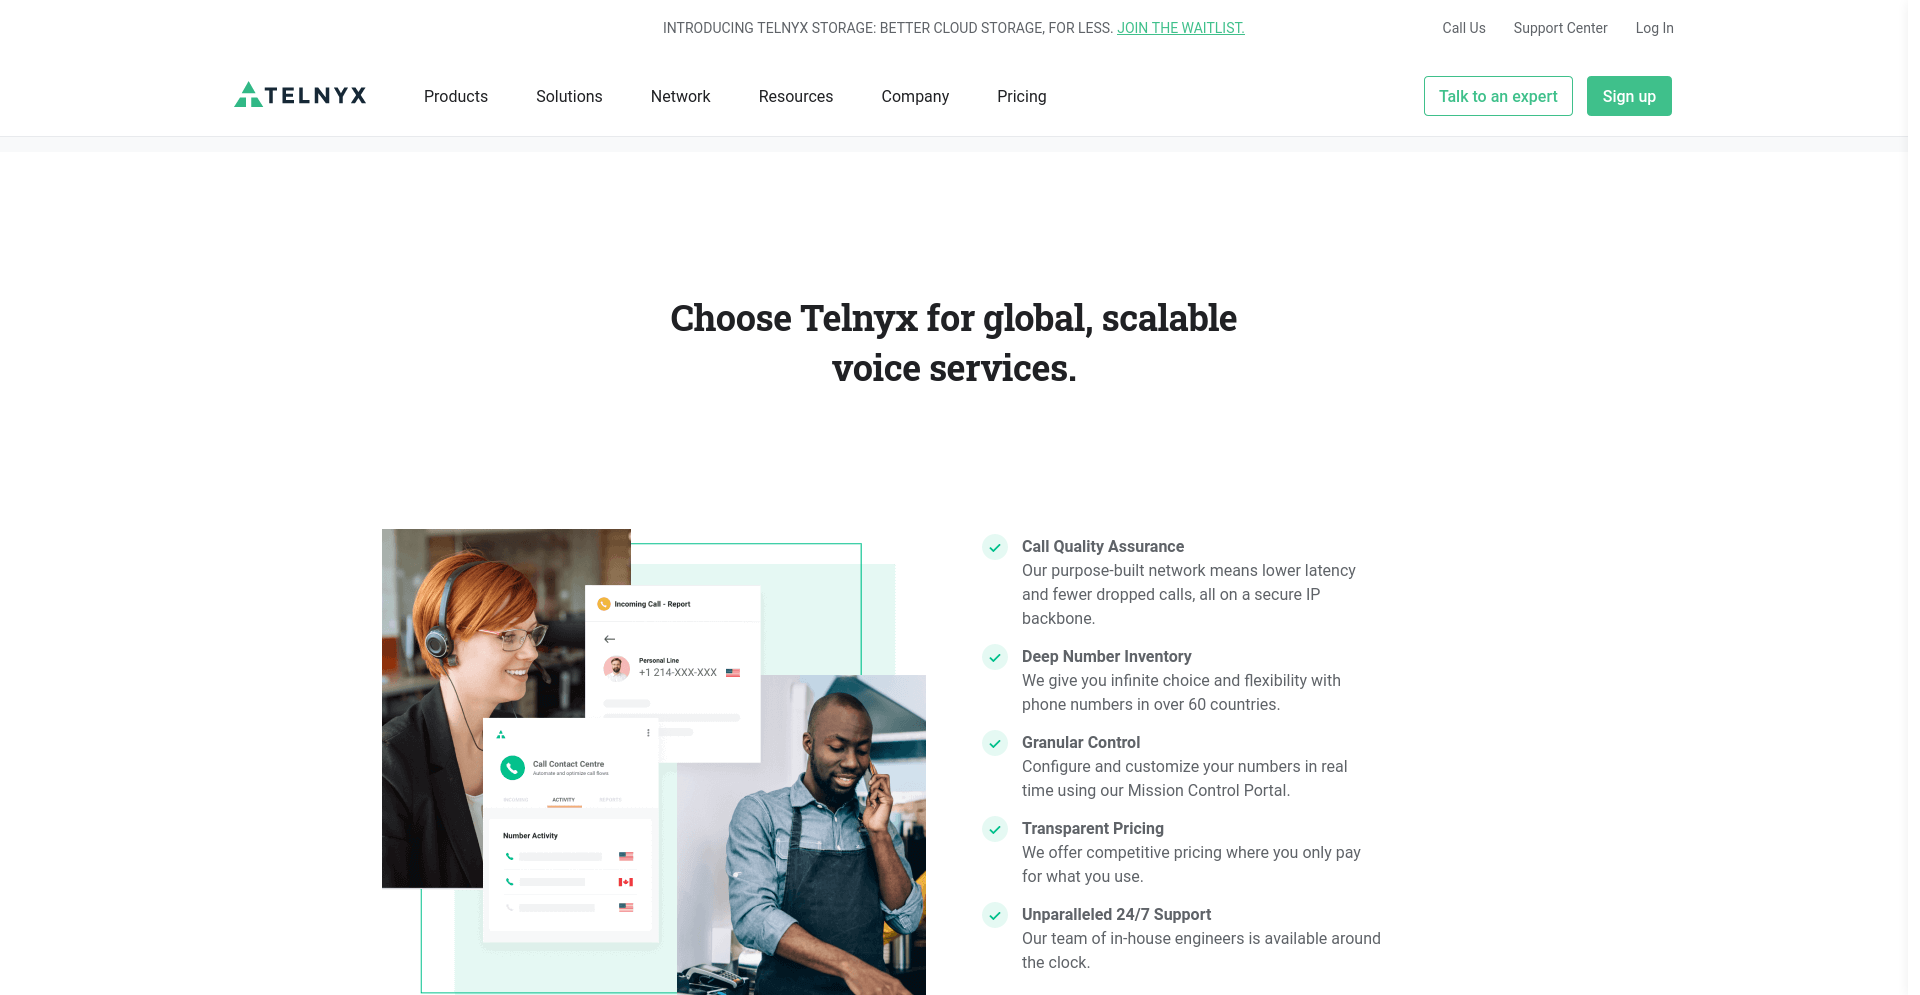 INTRODUCING TELNYX STORAGE: BETTER CLOUD STORAGE, FOR LESS. JOIN THE WAITLIST.
Call Us
Support Center
Log In
TELNYX
Products
Solutions
Network
Resources
Company
Pricing
Talk to an expert
Sign up
Choose Telnyx for global, scalable
voice services.
Incoming Call - Report
Personal Line
+1 214-XXX-XXX
Call Contact Centre
Automate and optimize call flows
INCOMING
ACTIVITY
REPORTS
Number Activity
Call Quality Assurance
Our purpose-built network means lower latency
and fewer dropped calls, all on a secure IP
backbone.
Deep Number Inventory
We give you infinite choice and flexibility with
phone numbers in over 60 countries.
Granular Control
Configure and customize your numbers in real
time using our Mission Control Portal.
Transparent Pricing
We offer competitive pricing where you only pay
for what you use.
Unparalleled 24/7 Support
Our team of in-house engineers is available around
the clock.